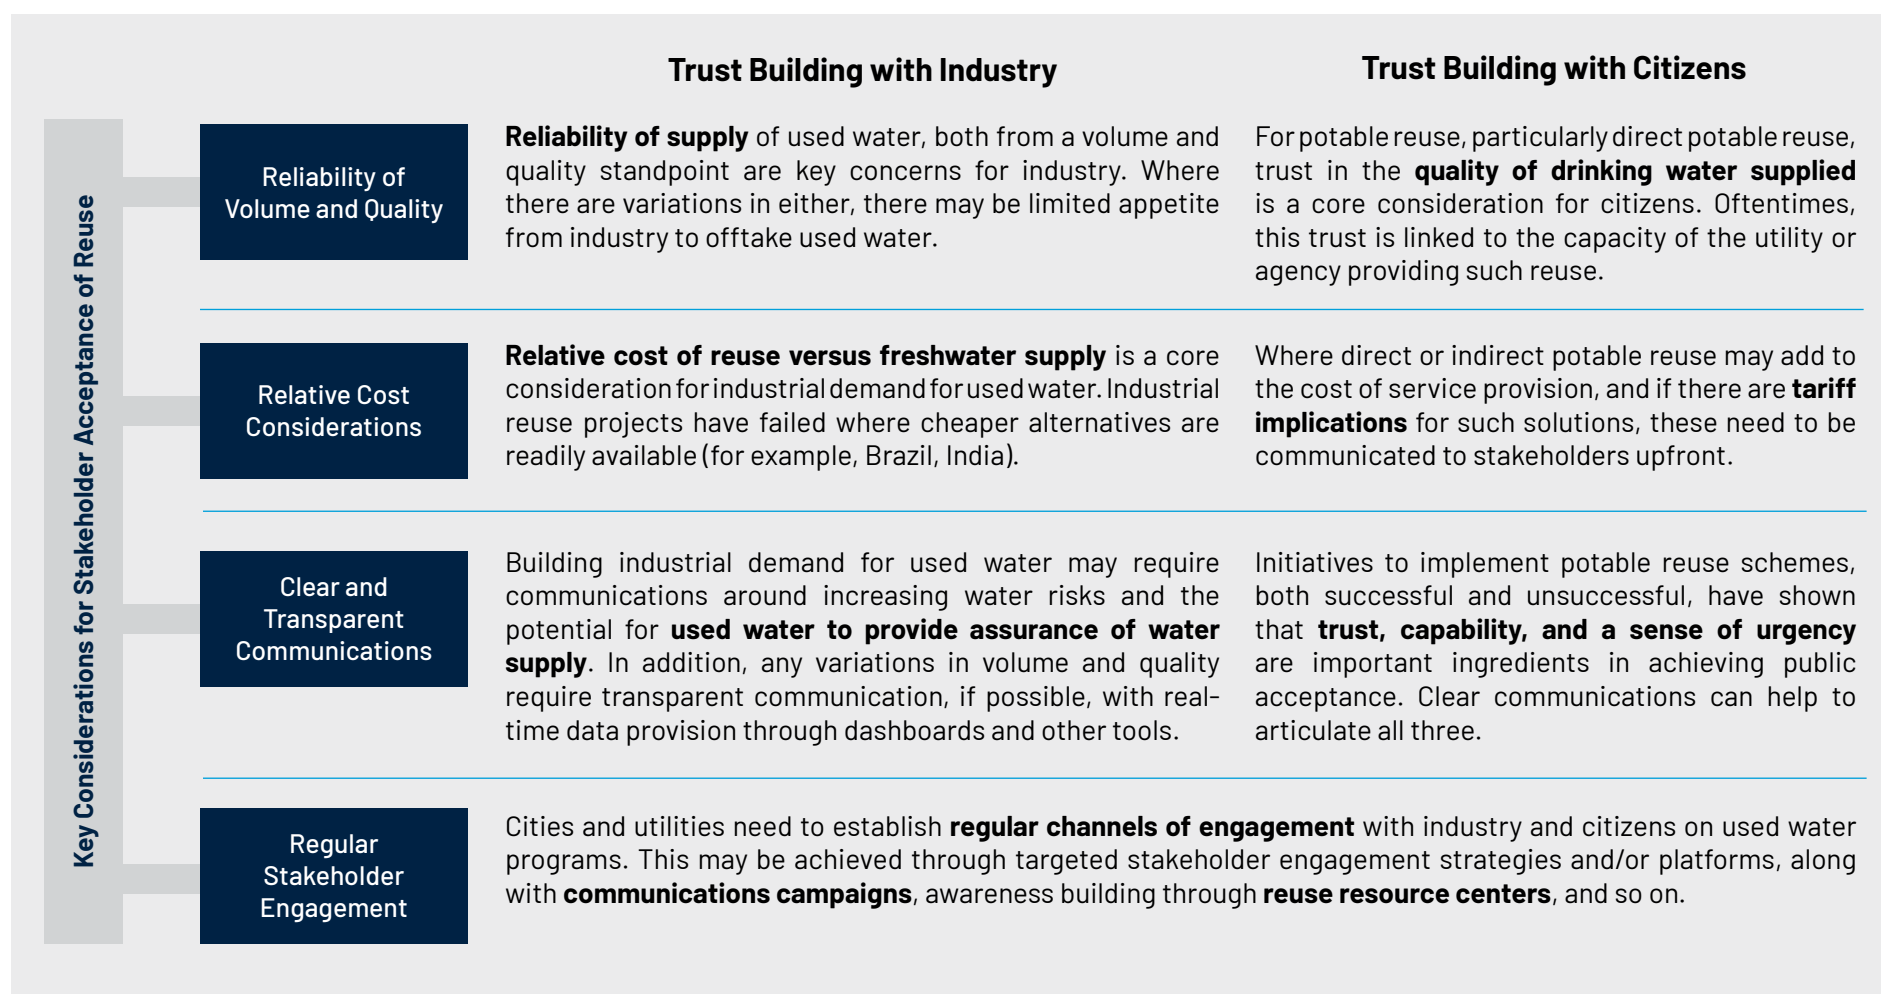 Trust Building with Industry
Trust Building with Citizens
Key Considerations for Stakeholder Acceptance of Reuse
Reliability of
Volume and Quality
Reliability of supply of used water, both from a volume and
quality standpoint are key concerns for industry. Where
there are variations in either, there may be limited appetite
from industry to offtake used water.
For potable reuse, particularly direct potable reuse,
trust in the quality of drinking water supplied
is a core consideration for citizens. Oftentimes,
this trust is linked to the capacity of the utility or
agency providing such reuse.
Relative Cost
Considerations
Relative cost of reuse versus freshwater supply is a core
consideration for industrial demand for used water. Industrial
reuse projects have failed where cheaper alternatives are
readily available (for example, Brazil, India).
Where direct or indirect potable reuse may add to
the cost of service provision, and if there are tariff
implications for such solutions, these need to be
communicated to stakeholders upfront.
Clear and
Transparent
Communications
Building industrial demand for used water may require
communications around increasing water risks and the
potential for used water to provide assurance of water
supply. In addition, any variations in volume and quality
require transparent communication, if possible, with real-
time data provision through dashboards and other tools.
Initiatives to implement potable reuse schemes,
both successful and unsuccessful, have shown
that trust, capability, and a sense of urgency
are important ingredients in achieving public
acceptance. Clear communications can help to
articulate all three.
Regular
Stakeholder
Engagement
Cities and utilities need to establish regular channels of engagement with industry and citizens on used water
programs. This may be achieved through targeted stakeholder engagement strategies and/or platforms, along
with communications campaigns, awareness building through reuse resource centers, and so on.